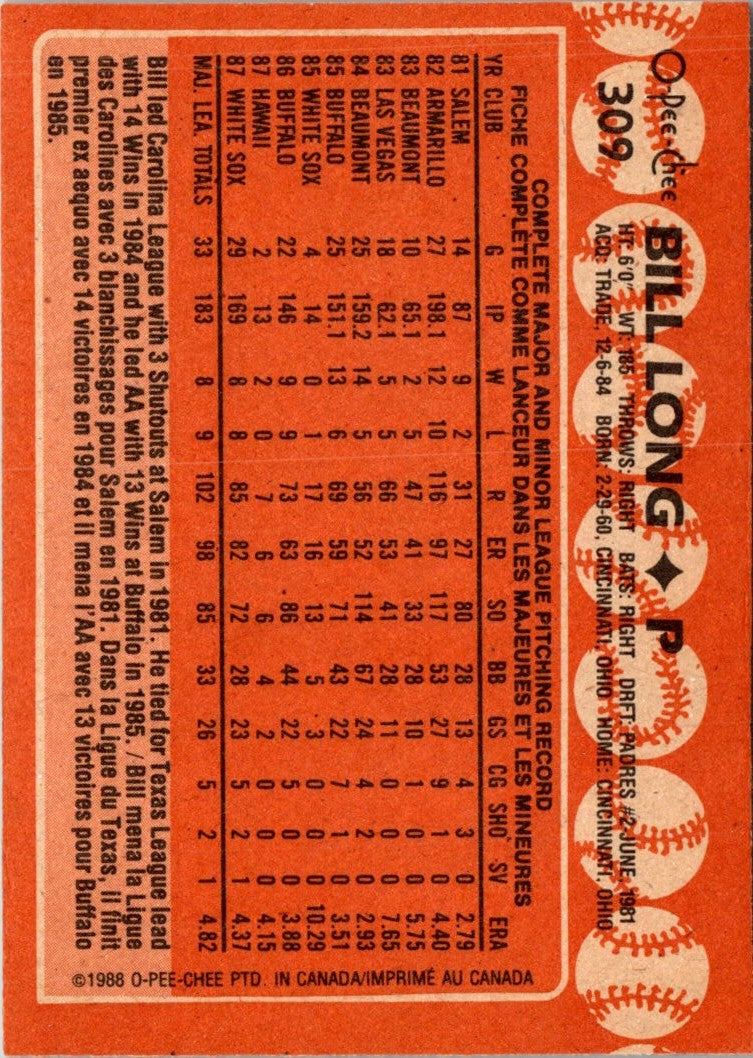 O-Pee-Chee
309
BILL LONG ♦ P
HT: 6'0" WT: 185 THROWS: RIGHT BATS: RIGHT DRFT: PADRES #2-JUNE, 1981
ACQ: TRADE, 12-6-84 BORN: 2-29-60, CINCINNATI, OHIO HOME: CINCINNATI, OHIO
COMPLETE MAJOR AND MINOR LEAGUE PITCHING RECORD
FICHE COMPLÈTE COMME LANCEUR DANS LES MAJEURES ET LES MINEURES
YR CLUB G IP W L R ER SO BB GS CG SHO SV ERA
81 SALEM 14 87 9 2 31 27 80 28 13 4 3 0 2.79
82 ARMARILLO 27 198.1 12 10 116 97 117 53 27 9 1 0 4.40
83 BEAUMONT 10 65.1 2 5 47 41 33 28 10 1 0 0 5.75
83 LAS VEGAS 18 62.1 5 5 66 53 41 28 11 0 0 0 7.65
84 BEAUMONT 25 159.2 14 5 56 52 114 67 24 4 2 0 2.93
85 BUFFALO 25 151.1 13 6 69 59 71 43 22 7 1 0 3.51
85 WHITE SOX 4 14 0 1 17 16 13 5 3 0 0 0 10.29
86 BUFFALO 22 146 9 9 73 63 86 44 22 5 0 0 3.88
87 HAWAII 2 13 2 0 7 6 6 4 2 0 0 0 4.15
87 WHITE SOX 29 169 8 8 85 82 72 28 23 5 2 1 4.37
MAJ. LEA. TOTALS 33 183 8 9 102 98 85 33 26 5 2 1 4.82
Bill led Carolina League with 3 Shutouts at Salem in 1981. He tied for Texas League lead
with 14 Wins in 1984 and he led AA with 13 Wins at Buffalo in 1985. / Bill mena la Ligue
des Carolines avec 3 blanchissages pour Salem en 1981. Dans la Ligue du Texas, il finit
premier ex aequo avec 14 victoires en 1984 et il mena l'AA avec 13 victoires pour Buffalo
en 1985.
©1988 O-PEE-CHEE PTD. IN CANADA/IMPRIMÉ AU CANADA